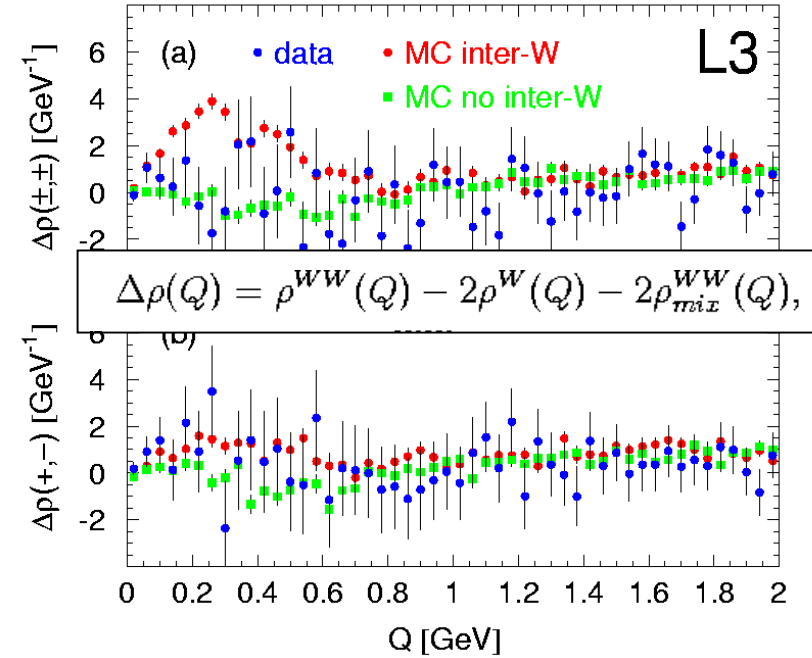 L3
(a) data MC inter-W
MC no inter-W
Δρ(±,±) [GeV⁻¹]
6
4
2
0
-2
Δρ(Q) = ρ^{WW}(Q) − 2ρ^{W}(Q) − 2ρ^{WW}_{mix}(Q),
(b)
Δρ(+,−) [GeV⁻¹]
6
4
2
0
-2
0 0.2 0.4 0.6 0.8 1 1.2 1.4 1.6 1.8 2
Q [GeV]